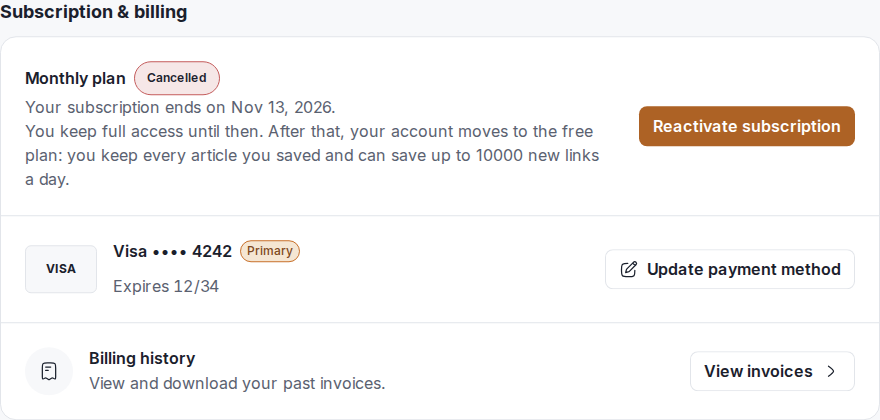 Subscription & billing
Monthly plan Cancelled
Your subscription ends on Nov 13, 2026.
You keep full access until then. After that, your account moves to the free
plan: you keep every article you saved and can save up to 10000 new links
a day.
Reactivate subscription
VISA
Visa •••• 4242 Primary
Expires 12/34
Update payment method
Billing history
View and download your past invoices.
View invoices